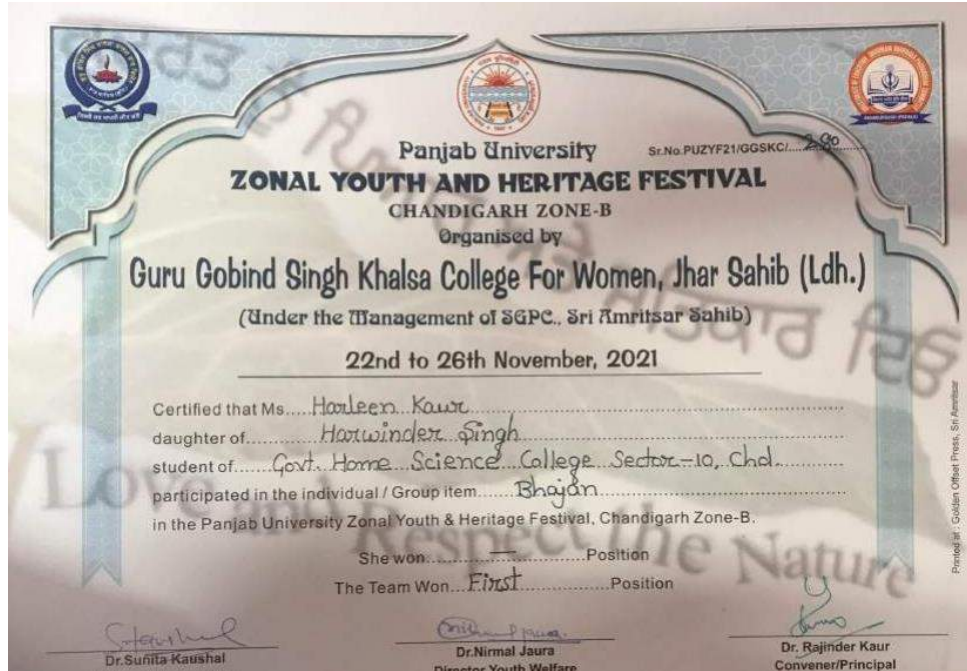 Panjab University
Sr.No.PUZYF21/GGSKC/....280
ZONAL YOUTH AND HERITAGE FESTIVAL
CHANDIGARH ZONE-B
Organised by
Guru Gobind Singh Khalsa College For Women, Jhar Sahib (Ldh.)
(Under the Management of SGPC., Sri Amritsar Sahib)
22nd to 26th November, 2021
Certified that Ms.....Harleen Kaur
daughter of.....Harwinder Singh
student of.....Govt. Home Science College Sector-10, Chd.
participated in the individual / Group item.....Bhajan
in the Panjab University Zonal Youth & Heritage Festival, Chandigarh Zone-B.
She won.....—.....Position
The Team Won...First.....Position
Love and Respect the Nature
Dr.Sunita Kaushal
Dr.Nirmal Jaura
Director Youth Welfare
Dr. Rajinder Kaur
Convener/Principal
Printed at : Golden Offset Press, Sri Amritsar